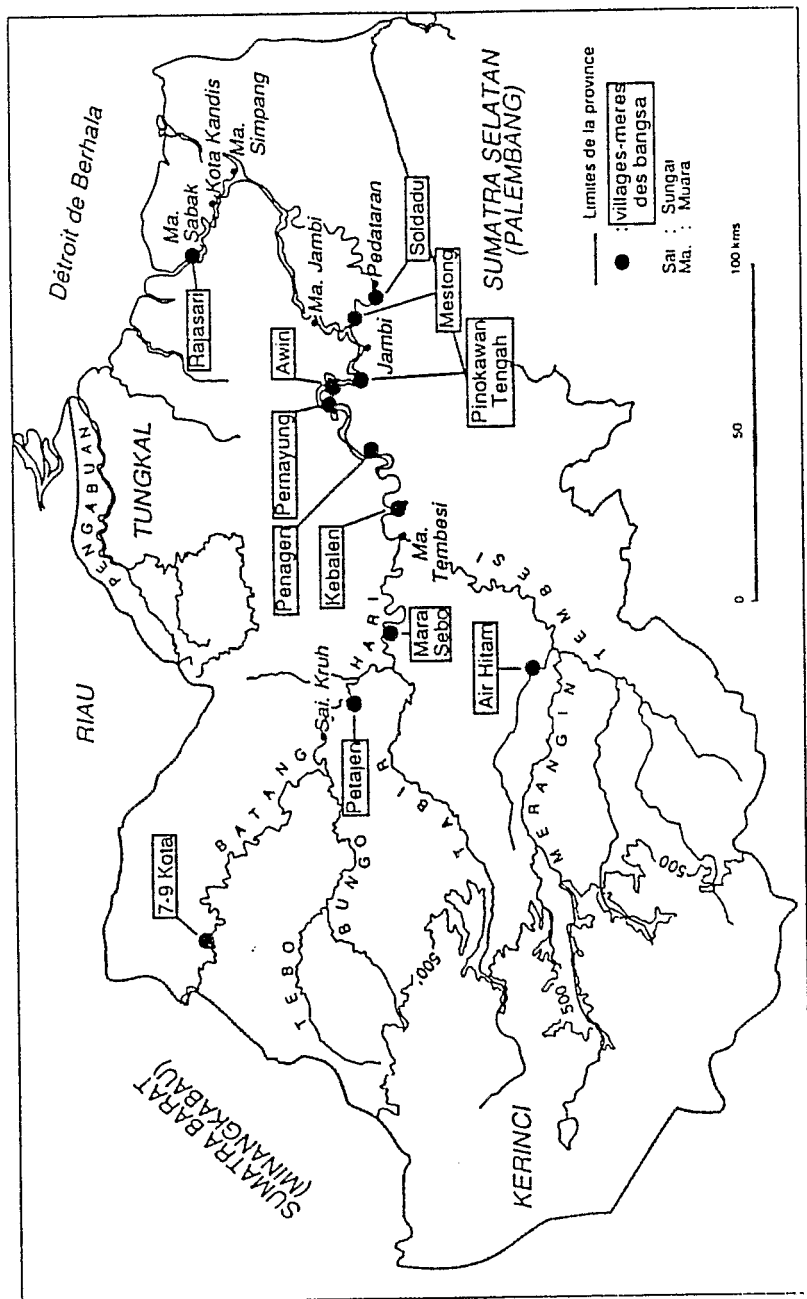 Détroit de Berhala
RIAU
SUMATRA BARAT
(MINANGKABAU)
PENGABUAN
TUNGKAL
Rajasari
Ma.
Sabak
Kota Kandis
Ma.
Simpang
Awin
Ma. Jambi
Pernayung
Penagen
Kebalen
Jambi
Pedataran
Soldadu
Mestong
Pinokawan
Tengah
Ma.
Tembesi
Mara
Sebo
7-9 Kota
Sai. Kruh
Petajen
BATANG HARI
TEBO
BUNGO
TABIR
Air Hitam
MERANGIN
TEMBESI
500
500
500
KERINCI
SUMATRA SELATAN
(PALEMBANG)
Limites de la province
: villages-meres
des bangsa
Sai : Sungai
Ma. : Muara
0 50 100 kms